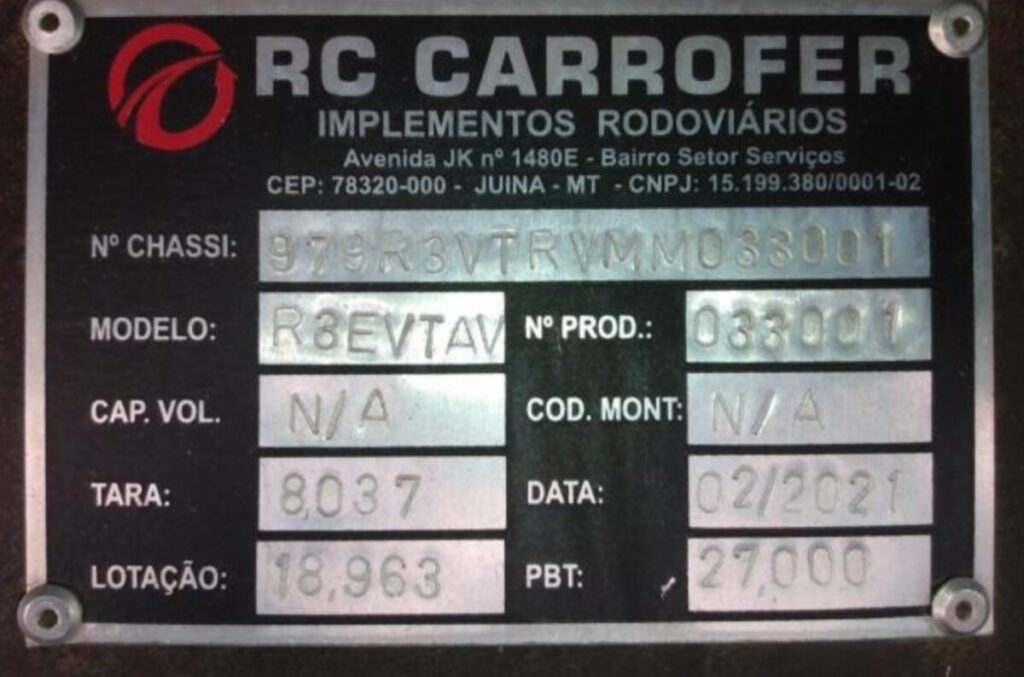 RC CARROFER
IMPLEMENTOS RODOVIÁRIOS
Avenida JK nº 1480E - Bairro Setor Serviços
CEP: 78320-000 - JUINA - MT - CNPJ: 15.199.380/0001-02
Nº CHASSI: 979R3VTRVMM033001
MODELO: R3EVTAV Nº PROD.: 033001
CAP. VOL. N/A COD. MONT: N/A
TARA: 8,037 DATA: 02/2021
LOTAÇÃO: 18,963 PBT: 27,000